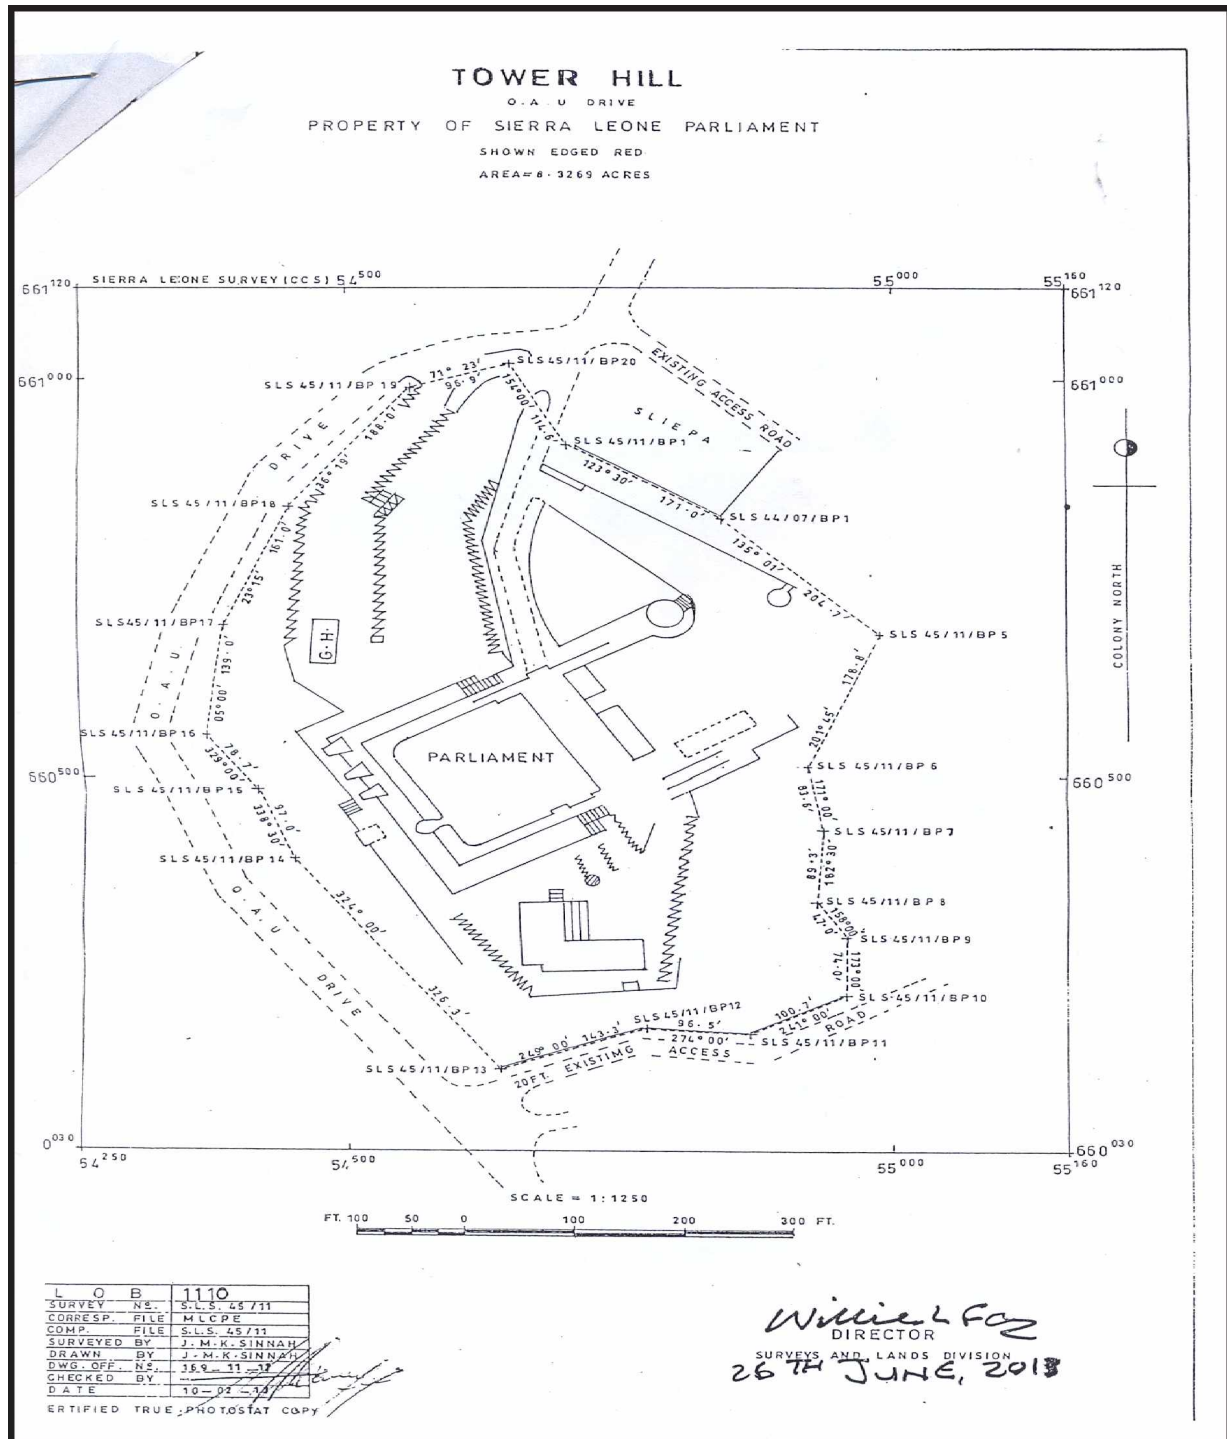 TOWER HILL
O.A.U DRIVE
PROPERTY OF SIERRA LEONE PARLIAMENT
SHOWN EDGED RED
AREA=8.3269 ACRES
SIERRA LEONE SURVEY(CCS) 54500
55000
55160
661120
661120
SLS 45/11/BP20
EXISTING ACCESS ROAD
661000
SLS 45/11/BP19
71° 23'
96.9'
661000
154°00'
114.6'
SLIEPA
188.0'
36°19'
DRIVE
SLS 45/11/BP1
123°30'
171.0'
SLS 45/11/BP18
SLS 44/07/BP1
161.0'
23°15'
135° 01'
204.7'
COLONY NORTH
SLS45/11/BP17
G.H.
SLS 45/11/BP5
139.0'
05°00'
O.A.U.
178.8'
201°45'
SLS 45/11/BP16
78.7'
329°00'
PARLIAMENT
660500
SLS 45/11/BP6
660500
SLS 45/11/BP15
171°00'
83.6'
97.0'
338°30'
SLS 45/11/BP7
SLS 45/11/BP14
89.3'
182°30'
O.A.U
324° 00'
SLS 45/11/BP8
158°00'
47.0'
SLS 45/11/BP9
173°00'
74.0'
DRIVE
326.3'
SLS 45/11/BP10
SLS 45/11/BP12
96.5'
100.7'
241°00'
ROAD
249° 00' 143.3'
274°00'
SLS 45/11/BP11
SLS 45/11/BP13
20FT. EXISTIMG ACCESS
0030
660030
54250
54500
55000
55160
SCALE = 1:1250
FT. 100 50 0 100 200 300 FT.
L O B 1110
SURVEY No. S.L.S. 45/11
CORRESP. FILE MLCPE
COMP. FILE S.L.S. 45/11
SURVEYED BY J.M.K.SINNAH
DRAWN BY J.M.K.SINNAH
DWG. OFF. No.
CHECKED BY
DATE 10-02
ERTIFIED TRUE PHOTOSTAT COPY
DIRECTOR
SURVEYS AND LANDS DIVISION
26TH JUNE,